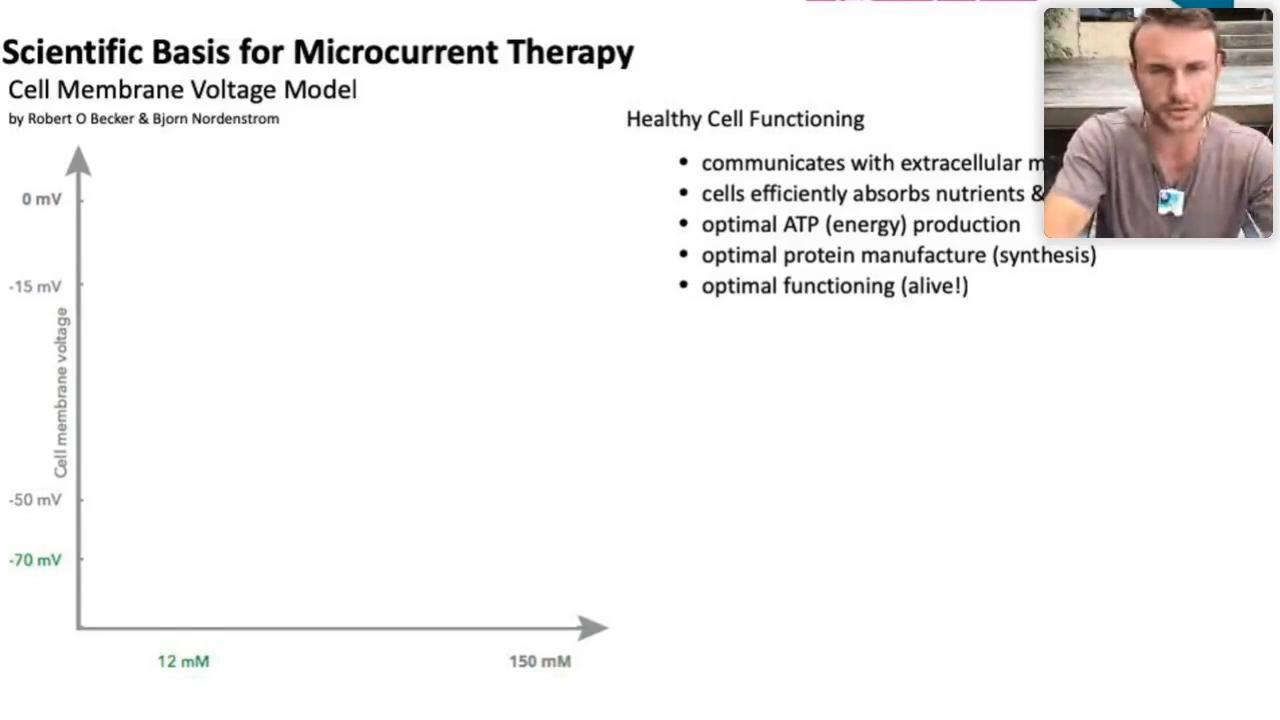 Scientific Basis for Microcurrent Therapy
Cell Membrane Voltage Model
by Robert O Becker & Bjorn Nordenstrom
Healthy Cell Functioning
• communicates with extracellular
• cells efficiently absorbs nutrients &
• optimal ATP (energy) production
• optimal protein manufacture (synthesis)
• optimal functioning (alive!)
0 mV
-15 mV
Cell membrane voltage
-50 mV
-70 mV
12 mM
150 mM